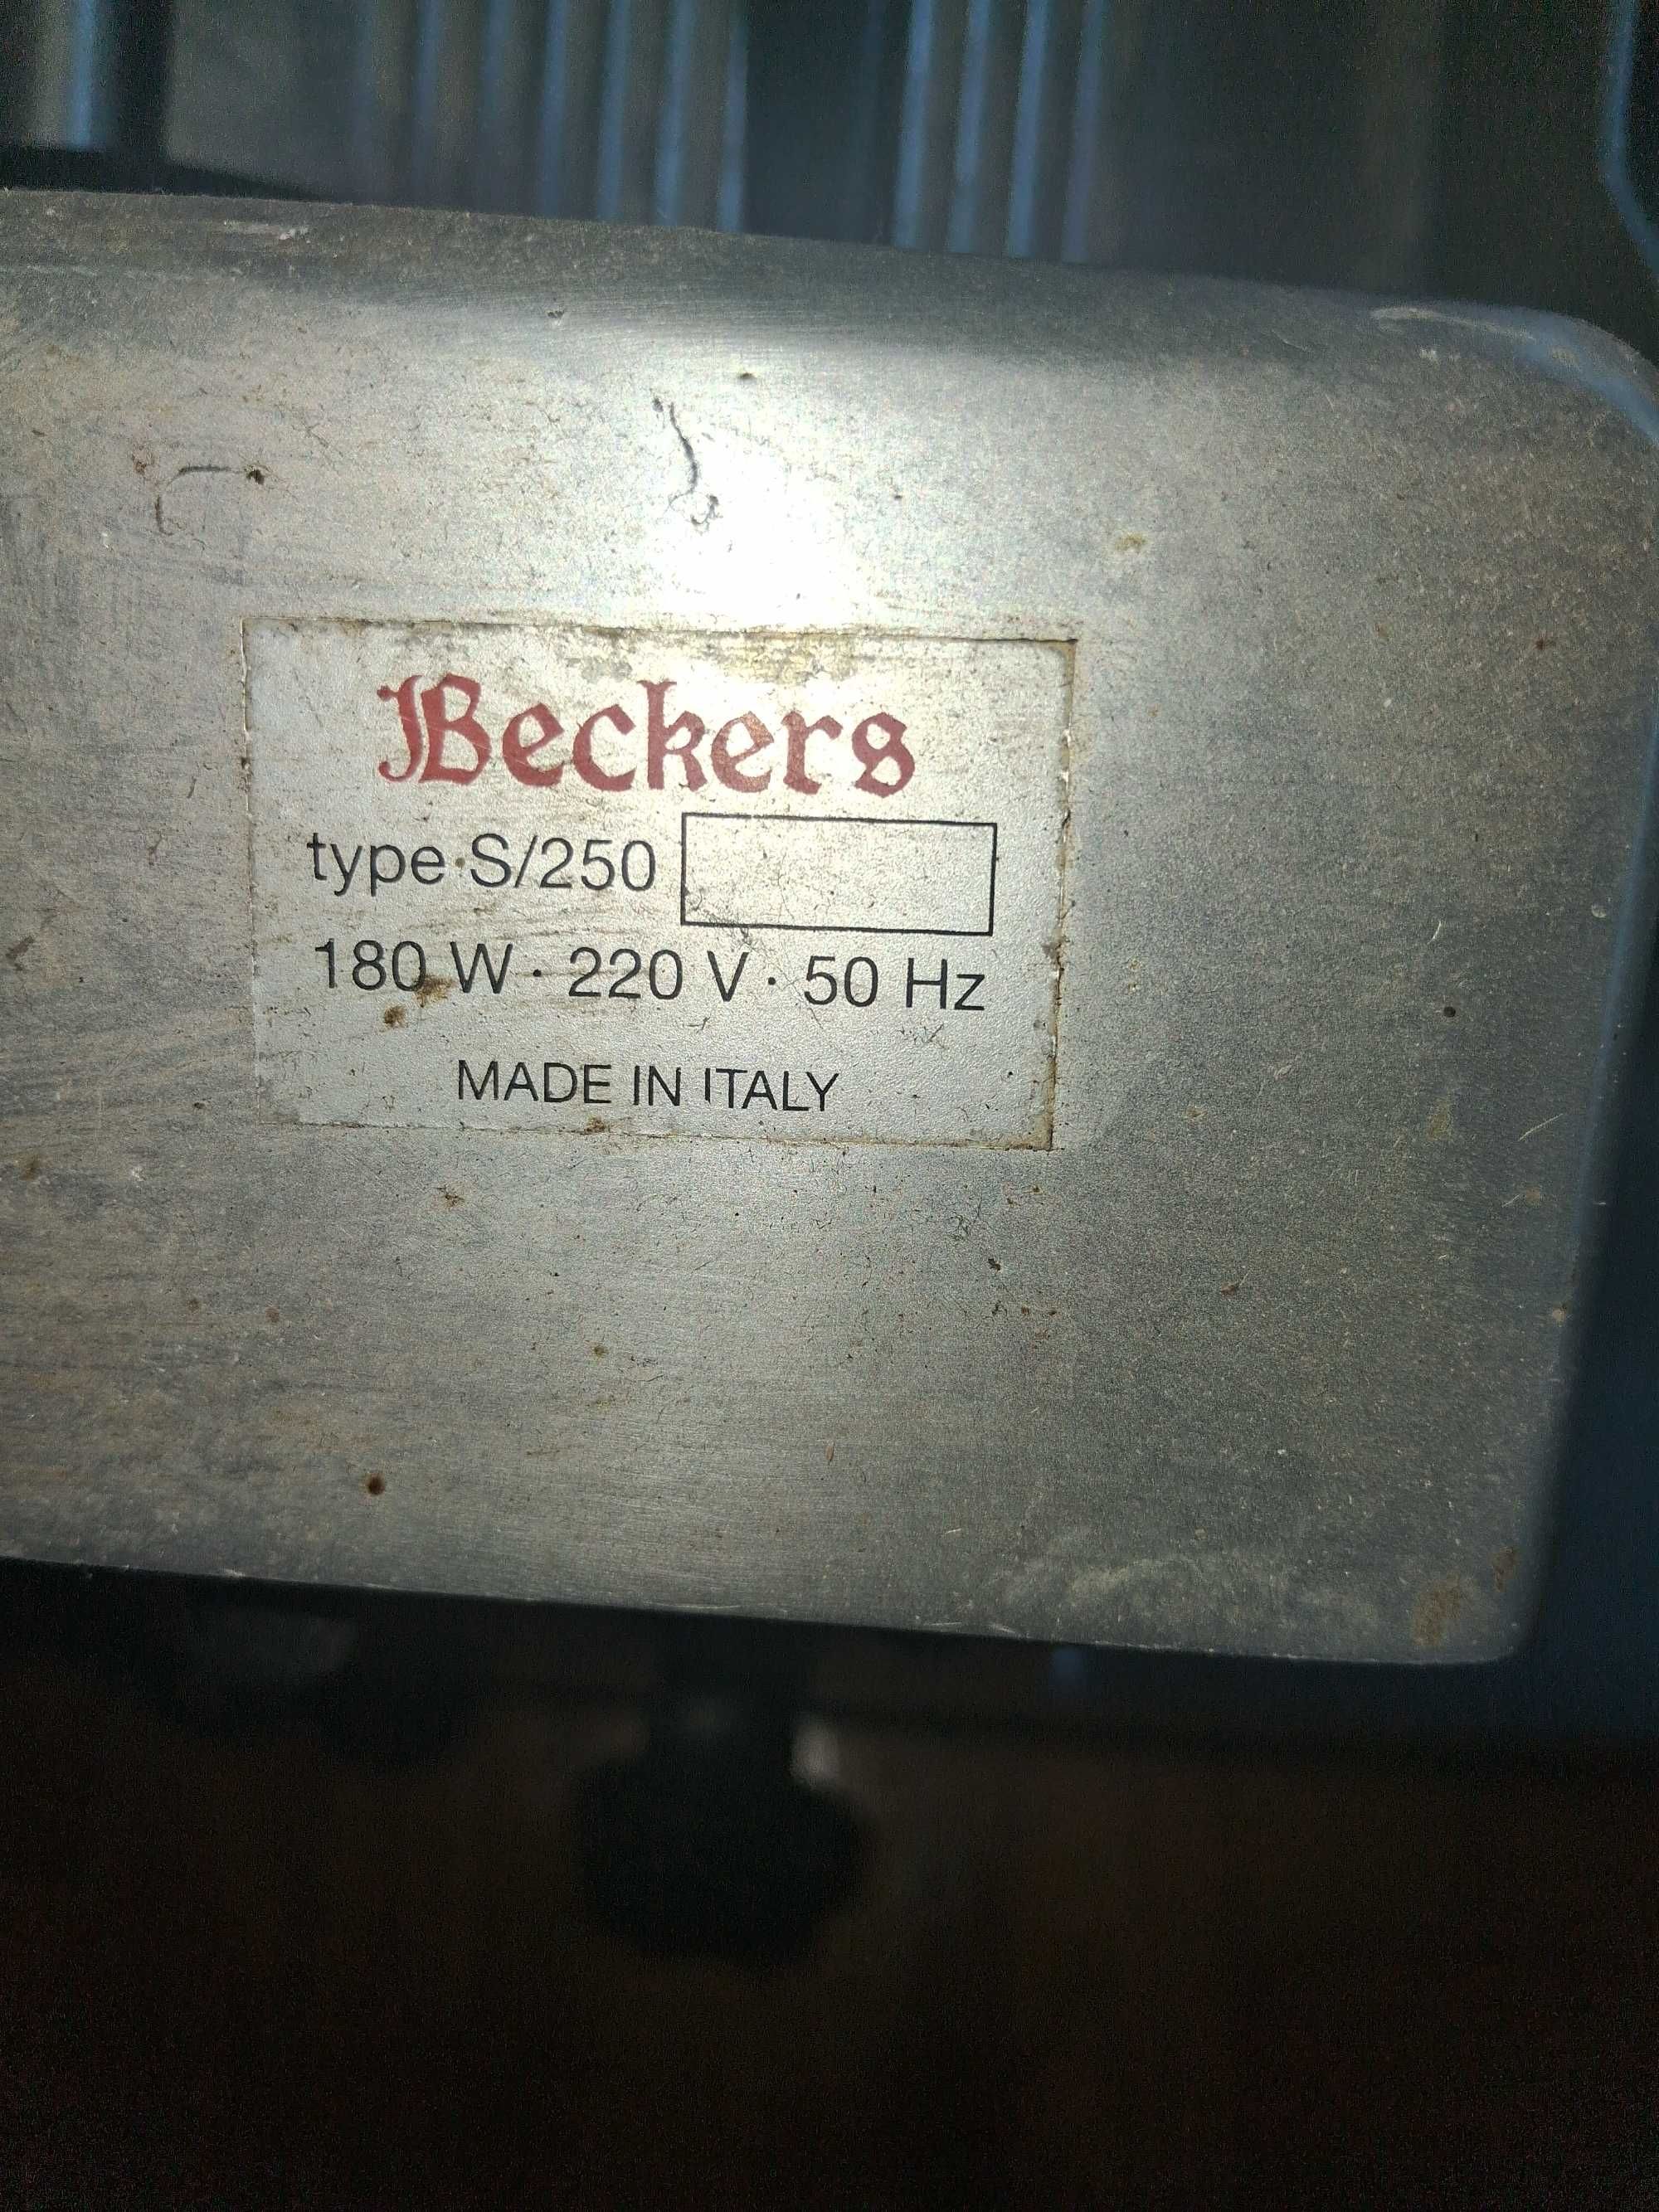 Beckers
type S/250
180 W · 220 V · 50 Hz
MADE IN ITALY